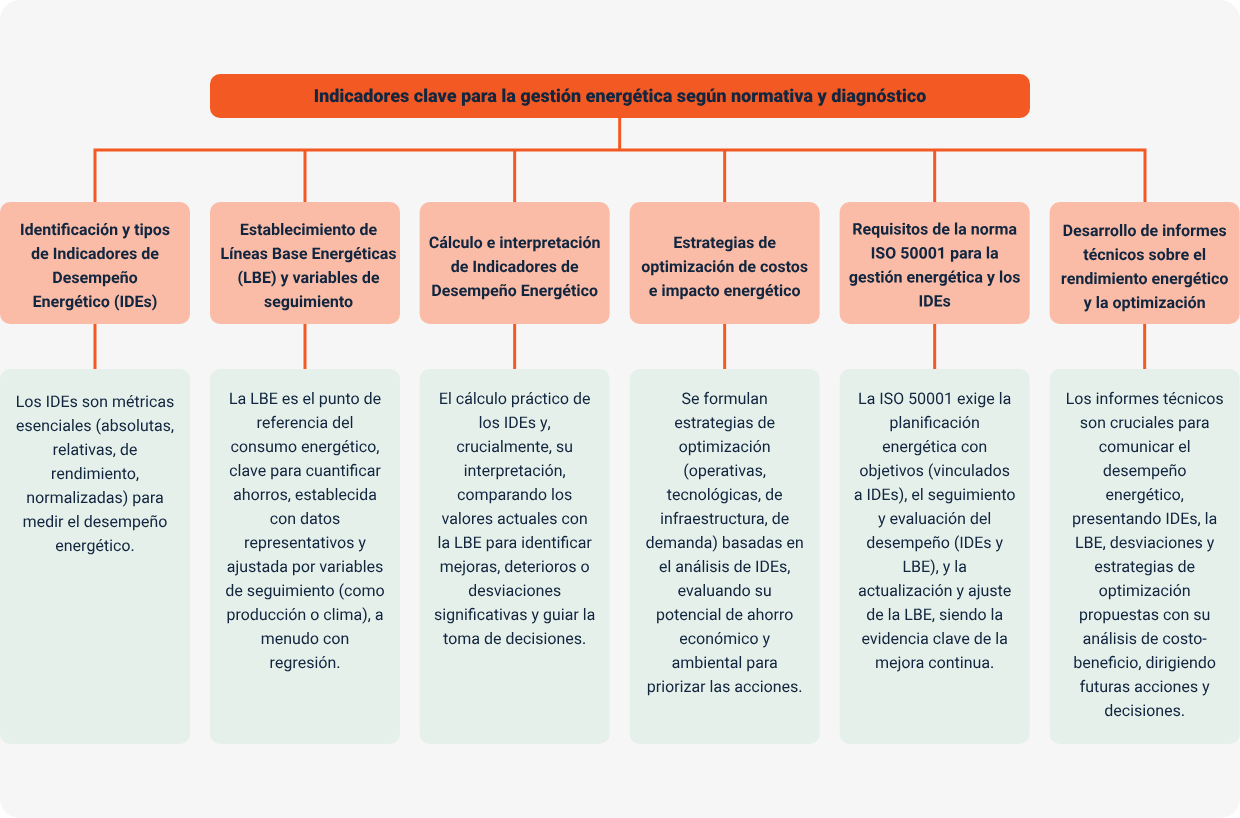 Indicadores clave para la gestión energética según normativa y diagnóstico
Identificación y tipos
de Indicadores de
Desempeño
Energético (IDEs)
Los IDEs son métricas
esenciales (absolutas,
relativas, de
rendimiento,
normalizadas) para
medir el desempeño
energético.
Establecimiento de
Líneas Base Energéticas
(LBE) y variables de
seguimiento
La LBE es el punto de
referencia del
consumo energético,
clave para cuantificar
ahorros, establecida
con datos
representativos y
ajustada por variables
de seguimiento (como
producción o clima), a
menudo con
regresión.
Cálculo e interpretación
de Indicadores de
Desempeño Energético
El cálculo práctico de
los IDEs y,
crucialmente, su
interpretación,
comparando los
valores actuales con
la LBE para identificar
mejoras, deterioros o
desviaciones
significativas y guiar la
toma de decisiones.
Estrategias de
optimización de costos
e impacto energético
Se formulan
estrategias de
optimización
(operativas,
tecnológicas, de
infraestructura, de
demanda) basadas en
el análisis de IDEs,
evaluando su
potencial de ahorro
económico y
ambiental para
priorizar las acciones.
Requisitos de la norma
ISO 50001 para la
gestión energética y los
IDEs
La ISO 50001 exige la
planificación
energética con
objetivos (vinculados
a IDEs), el seguimiento
y evaluación del
desempeño (IDEs y
LBE), y la
actualización y ajuste
de la LBE, siendo la
evidencia clave de la
mejora continua.
Desarrollo de informes
técnicos sobre el
rendimiento energético
y la optimización
Los informes técnicos
son cruciales para
comunicar el
desempeño
energético,
presentando IDEs, la
LBE, desviaciones y
estrategias de
optimización
propuestas con su
análisis de costo-
beneficio, dirigiendo
futuras acciones y
decisiones.